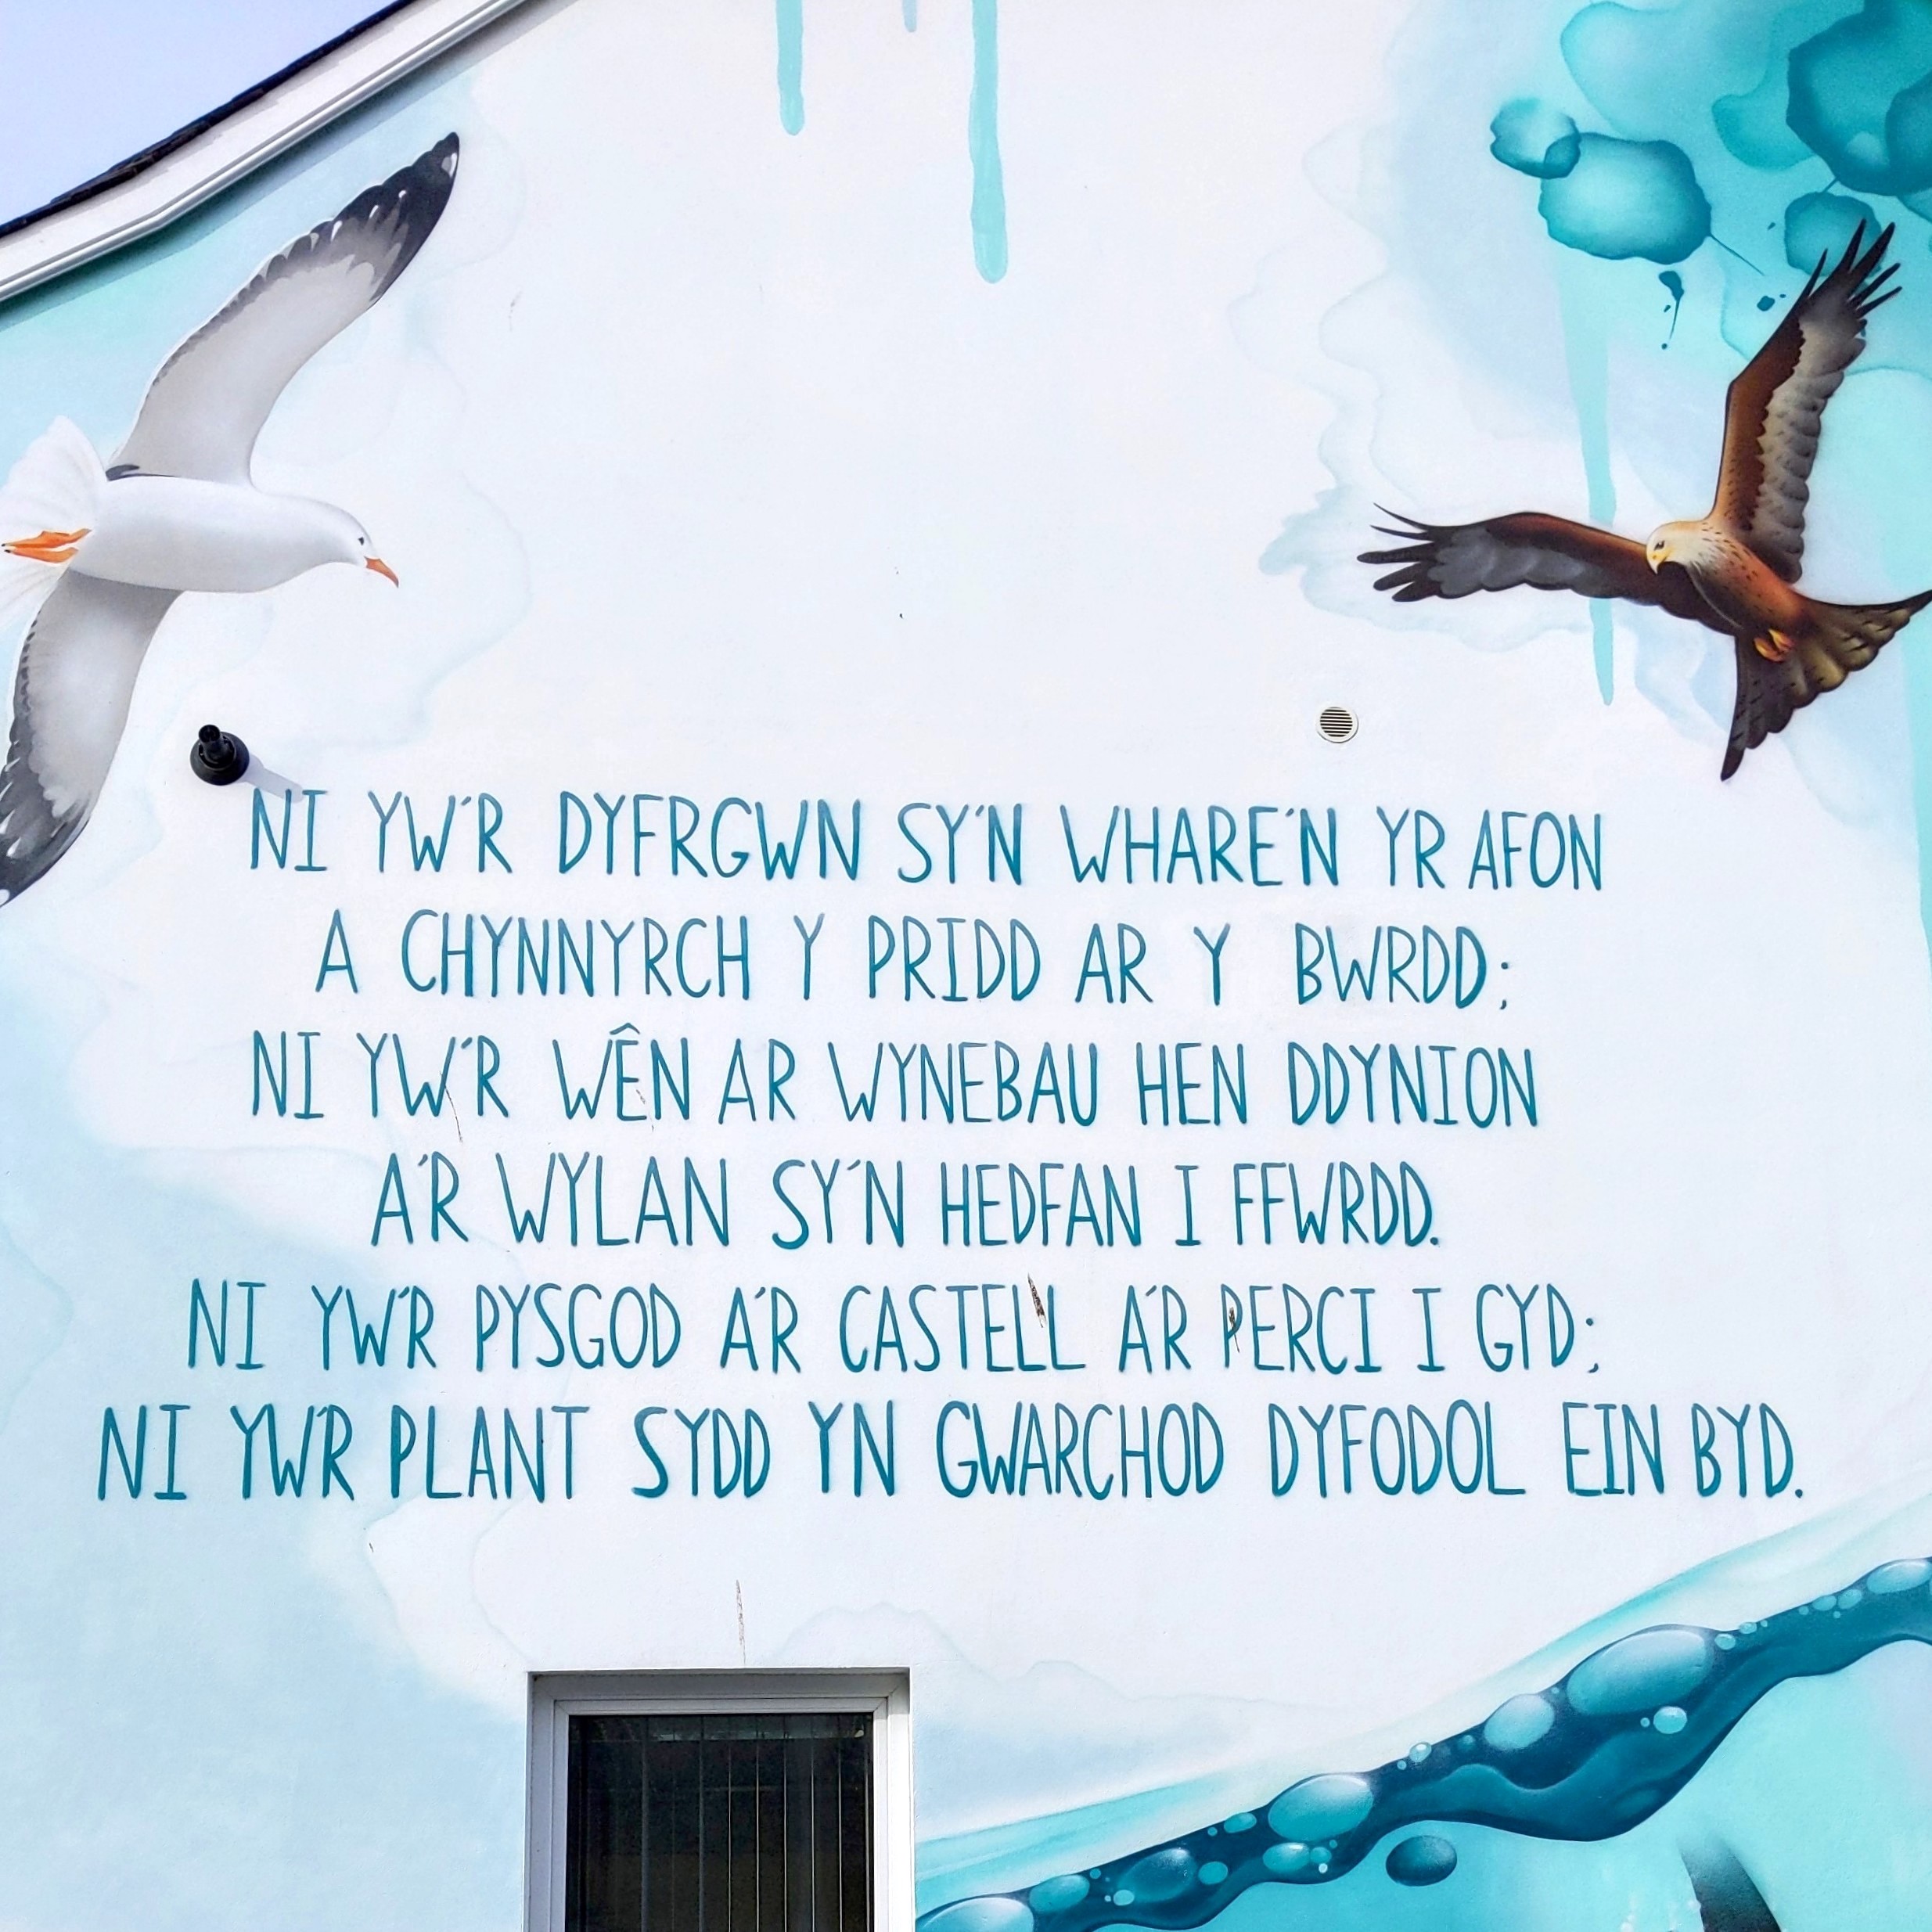 NI YW'R DYFRGWN SY'N WHARE'N YR AFON
A CHYNNYRCH Y PRIDD AR Y BWRDD;
NI YW'R WÊN AR WYNEBAU HEN DDYNION
A'R WYLAN SY'N HEDFAN I FFWRDD.
NI YW'R PYSGOD A'R CASTELL A'R PERCI I GYD;
NI YW'R PLANT SYDD YN GWARCHOD DYFODOL EIN BYD.